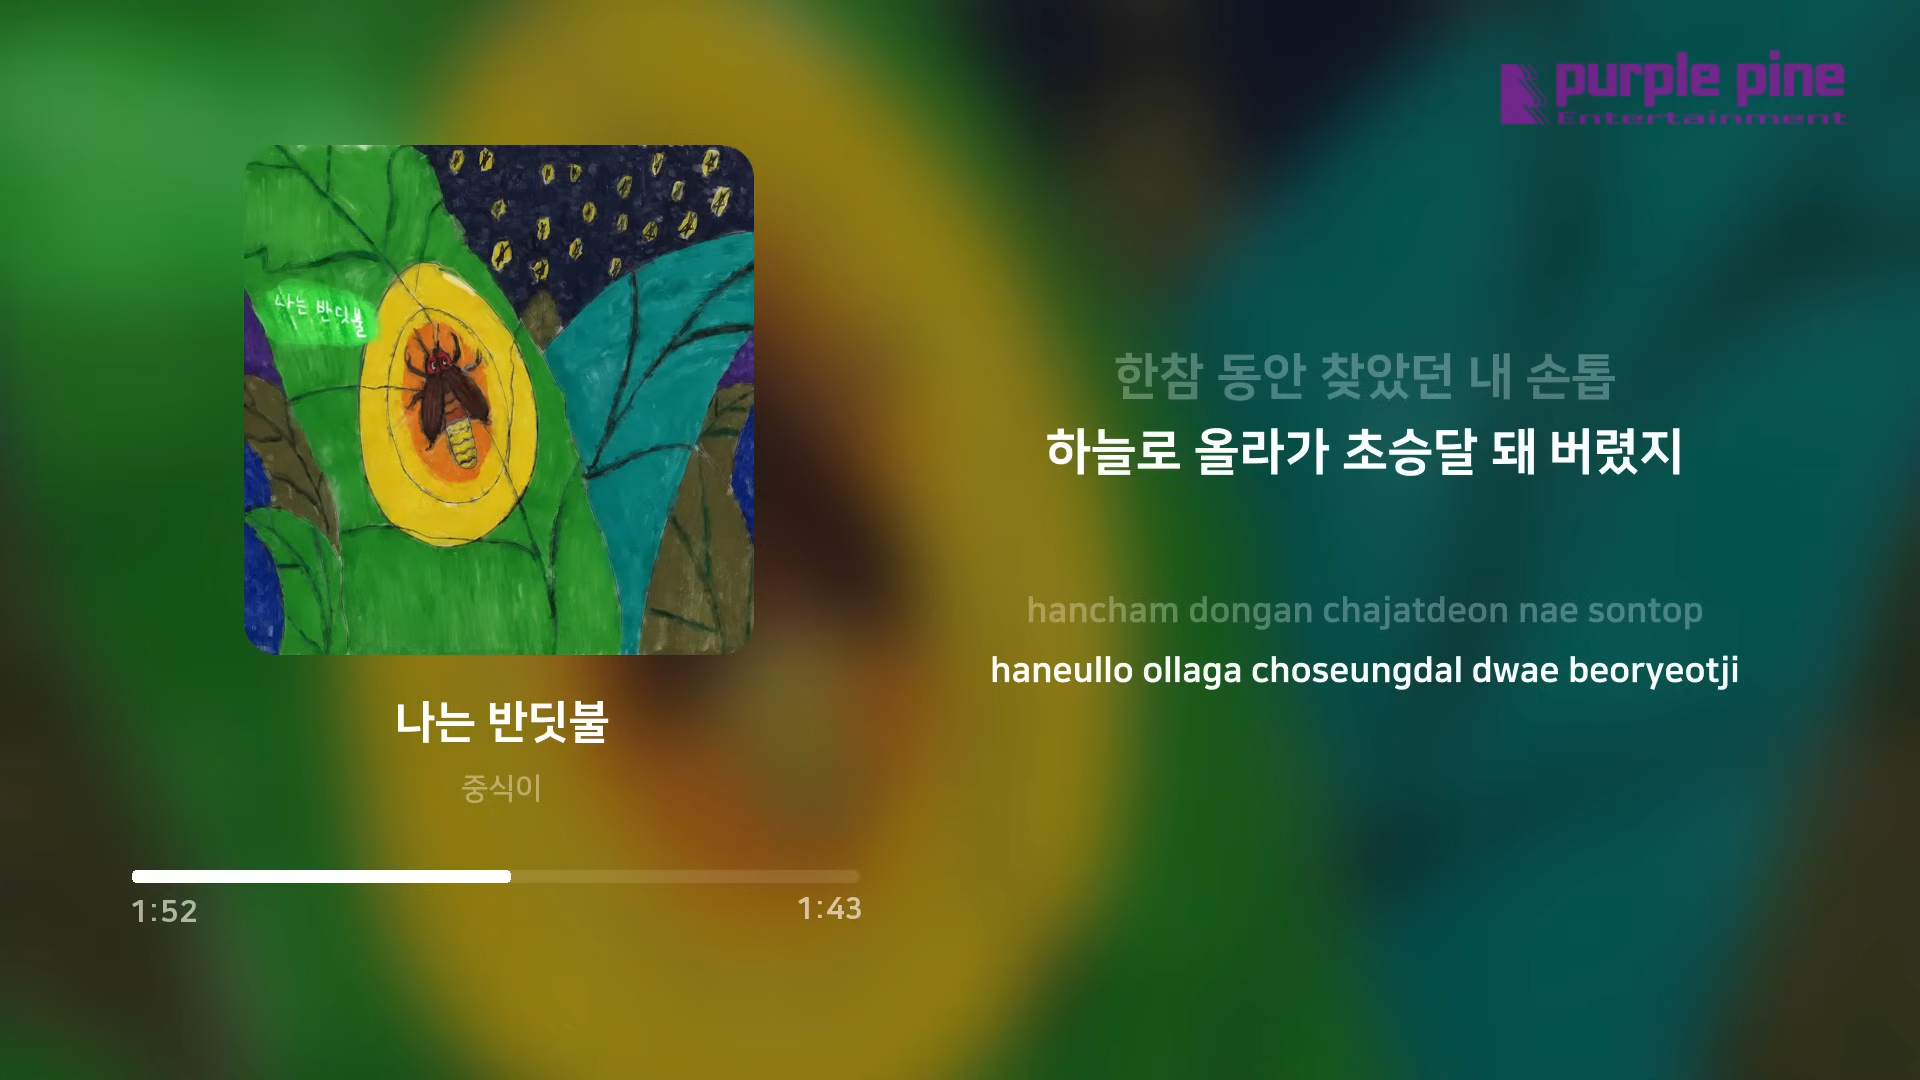 purple pine
Entertainment
나는 반딧불
한참 동안 찾았던 내 손톱
하늘로 올라가 초승달 돼 버렸지
hancham dongan chajatdeon nae sontop
haneullo ollaga choseungdal dwae beoryeotji
나는 반딧불
중식이
1:52
1:43